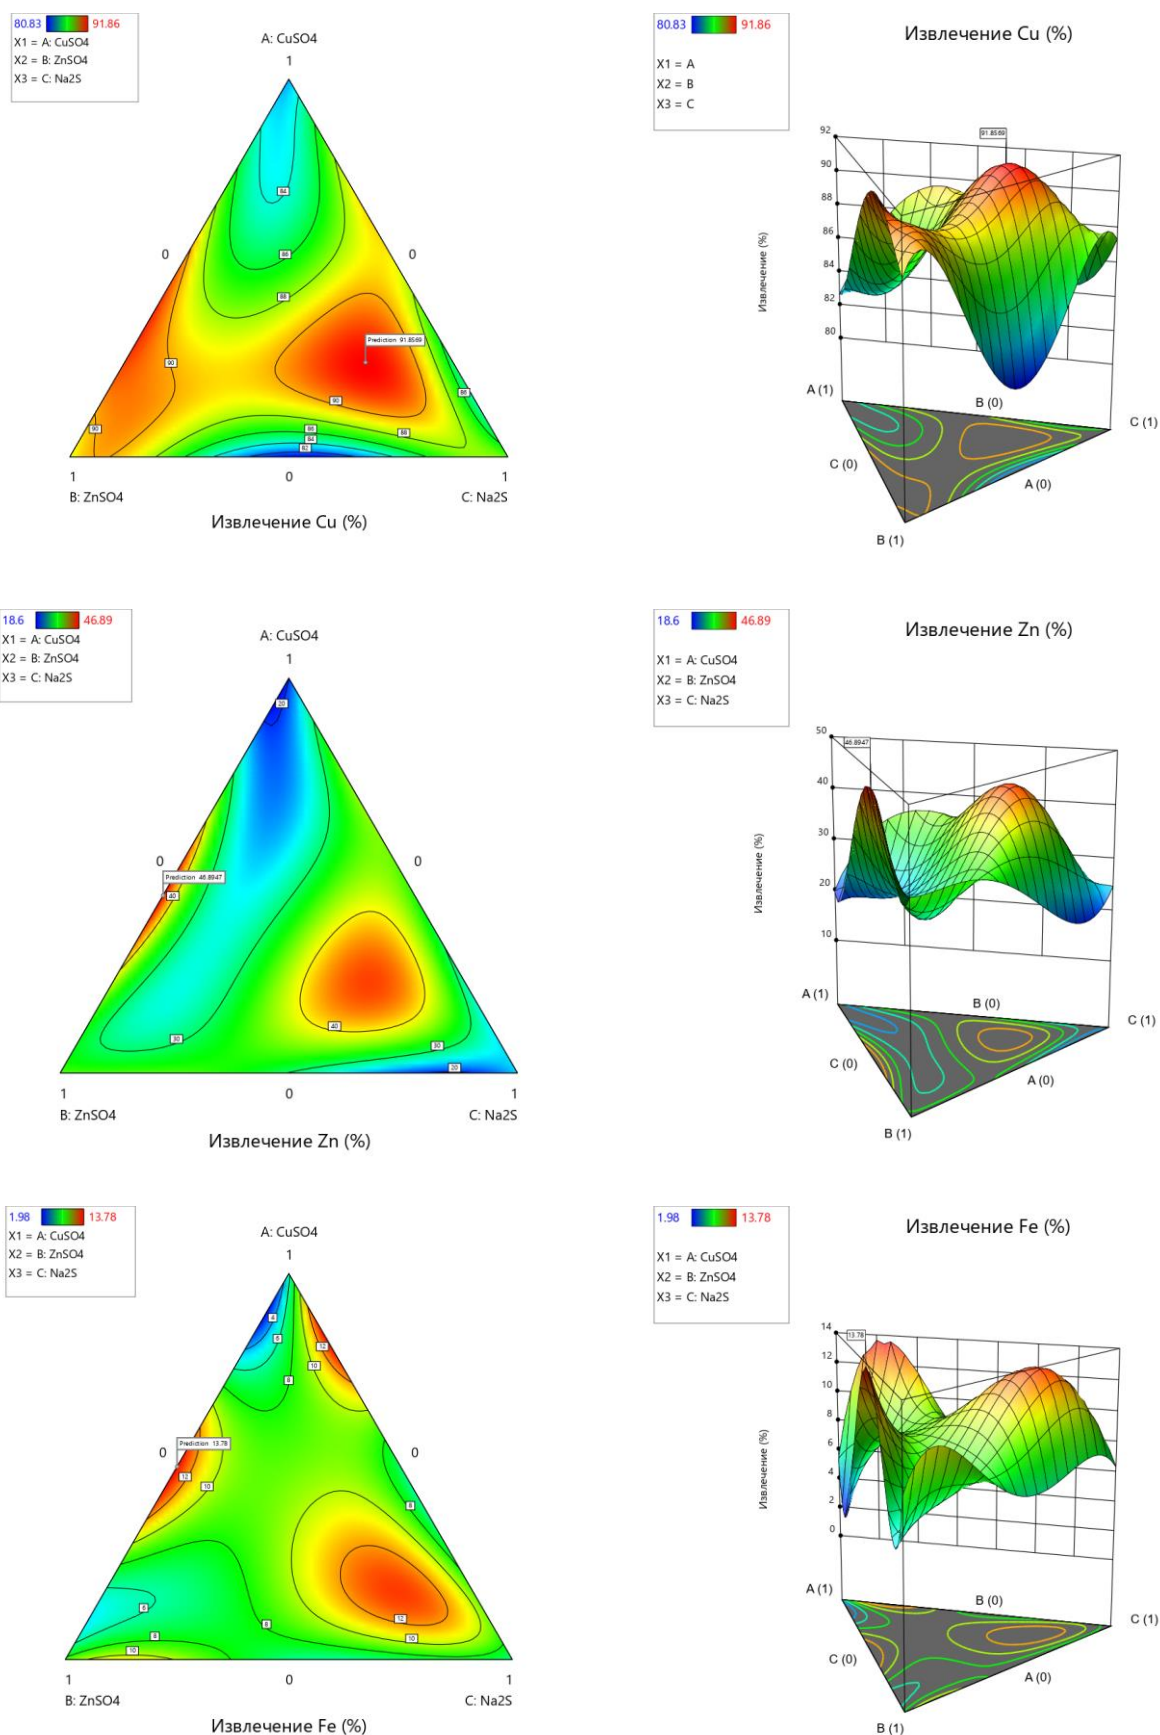 80.83 91.86
X1 = A: CuSO4
X2 = B: ZnSO4
X3 = C: Na2S
A: CuSO4
1
84
86
88
0 0
Prediction 91.8569
90
88
90
90
88
86
84
82
1 0 1
B: ZnSO4 C: Na2S
Извлечение Cu (%)
80.83 91.86
X1 = A
X2 = B
X3 = C
Извлечение Cu (%)
91.8569
92
90
88
86
84
82
80
Извлечение (%)
A (1)
B (0)
C (1)
C (0)
A (0)
B (1)
18.6 46.89
X1 = A: CuSO4
X2 = B: ZnSO4
X3 = C: Na2S
A: CuSO4
1
20
0 0
Prediction 46.8947
40
40
30
30
20
1 0 1
B: ZnSO4 C: Na2S
Извлечение Zn (%)
18.6 46.89
X1 = A: CuSO4
X2 = B: ZnSO4
X3 = C: Na2S
Извлечение Zn (%)
46.8947
50
40
30
20
10
Извлечение (%)
A (1)
B (0)
C (1)
C (0)
A (0)
B (1)
1.98 13.78
X1 = A: CuSO4
X2 = B: ZnSO4
X3 = C: Na2S
A: CuSO4
1
4
6
8
12
10
0 0
Prediction 13.78
12
10
8
6
8
10
8
12
10
1 0 1
B: ZnSO4 C: Na2S
Извлечение Fe (%)
1.98 13.78
X1 = A: CuSO4
X2 = B: ZnSO4
X3 = C: Na2S
Извлечение Fe (%)
13.78
14
12
10
8
6
4
2
0
Извлечение (%)
A (1)
B (0)
C (1)
C (0)
A (0)
B (1)